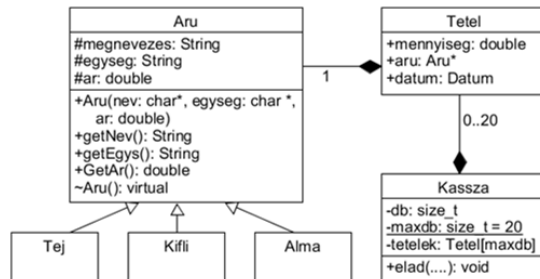 Aru
#megnevezes: String
#egyseg: String
#ar: double
+Aru(nev: char*, egyseg: char *,
ar: double)
+getNev(): String
+getEgys(): String
+GetAr(): double
~Aru(): virtual
Tej
Kifli
Alma
1
Tetel
+mennyiseg: double
+aru: Aru*
+datum: Datum
0..20
Kassza
-db: size_t
-maxdb: size_t = 20
-tetelek: Tetel[maxdb]
+elad(....): void